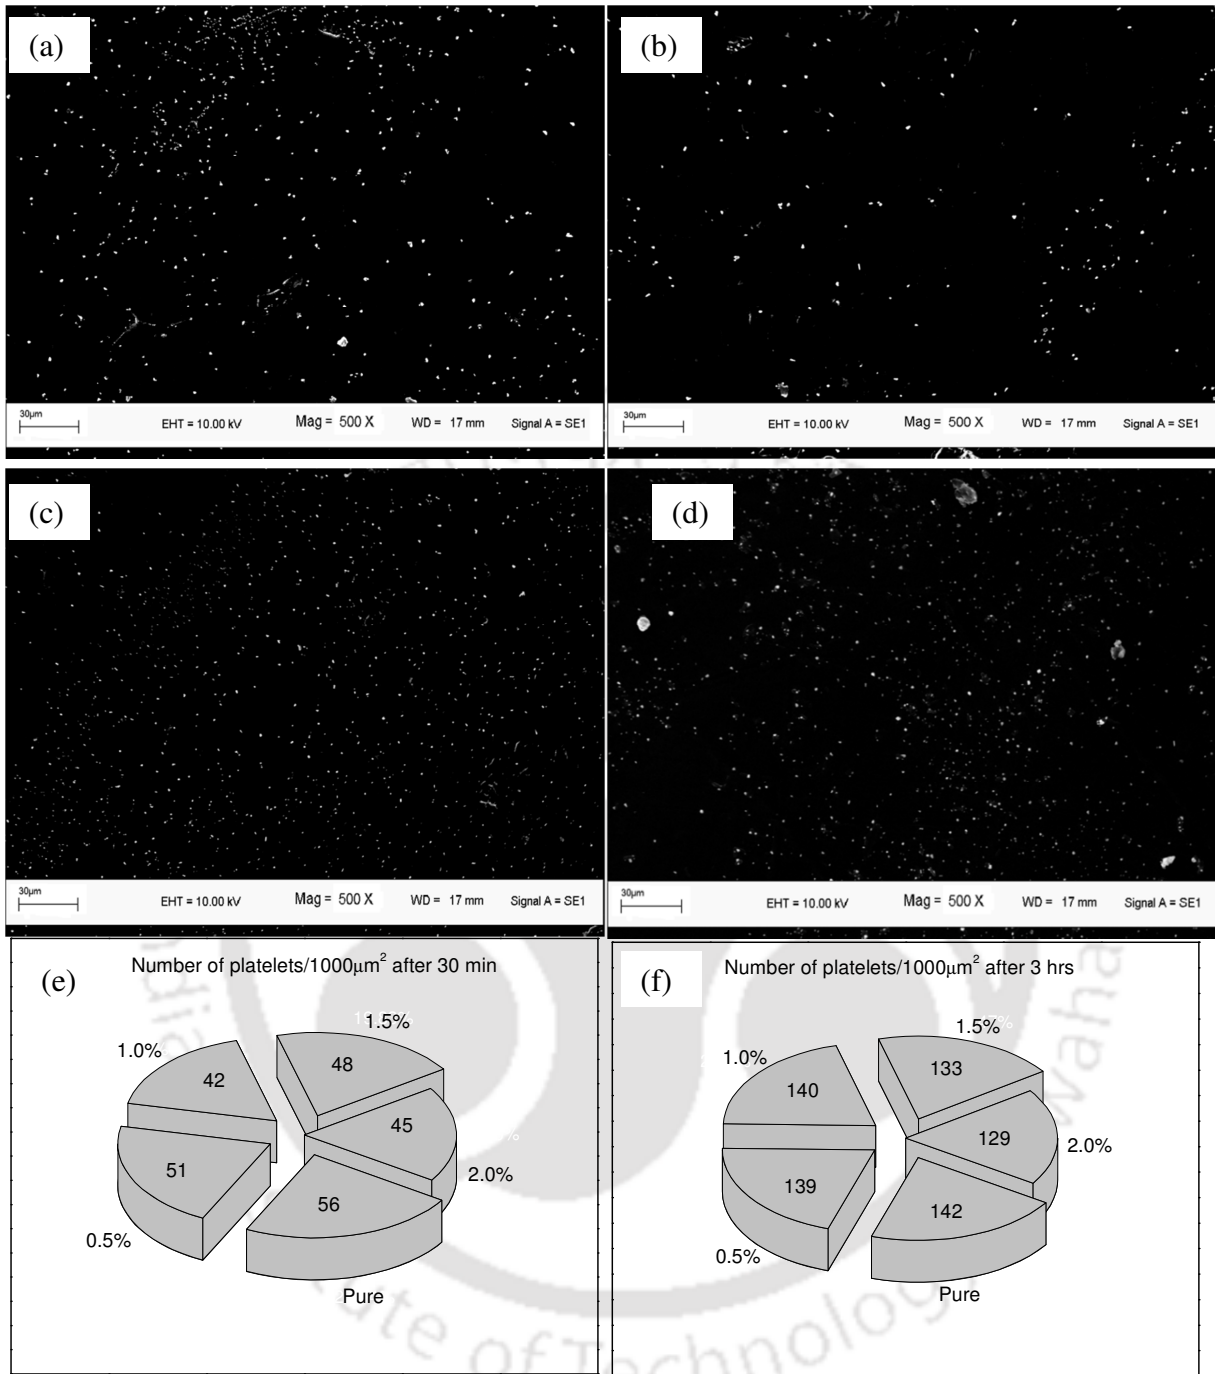 (a)
(b)
30µm EHT = 10.00 kV Mag = 500 X WD = 17 mm Signal A = SE1
30µm EHT = 10.00 kV Mag = 500 X WD = 17 mm Signal A = SE1
(c)
(d)
30µm EHT = 10.00 kV Mag = 500 X WD = 17 mm Signal A = SE1
30µm EHT = 10.00 kV Mag = 500 X WD = 17 mm Signal A = SE1
(e)
Number of platelets/1000µm² after 30 min
1.5%
1.0%
48
42
45
51
2.0%
56
0.5%
Pure
(f)
Number of platelets/1000µm² after 3 hrs
1.5%
1.0%
133
140
129
2.0%
139
142
0.5%
Pure
tute of Technology